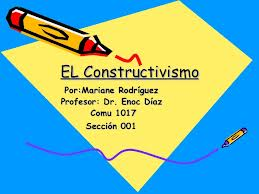 EL Constructivismo
Por:Mariane Rodríguez
Profesor: Dr. Enoc Díaz
Comu 1017
Sección 001